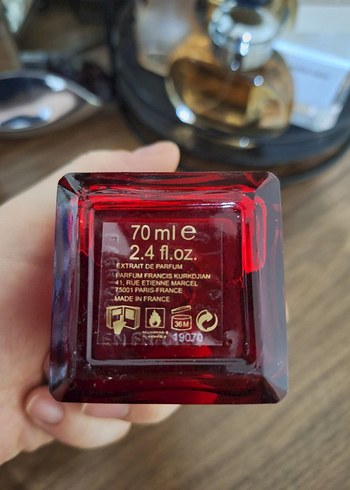 70 ml e
2.4 fl.oz.
EXTRAIT DE PARFUM
PARFUM FRANCIS KURKDJIAN
41, RUE ETIENNE MARCEL
75001 PARIS-FRANCE
MADE IN FRANCE
36M
19070